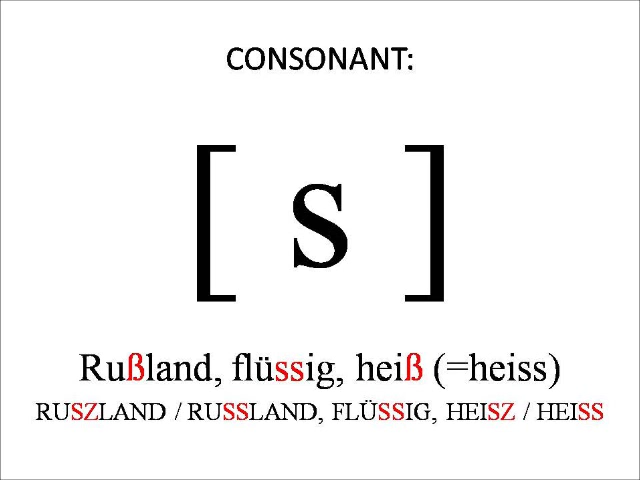 CONSONANT:
[ s ]
Rußland, flüssig, heiß (=heiss)
RUSZLAND / RUSSLAND, FLÜSSIG, HEISZ / HEISS